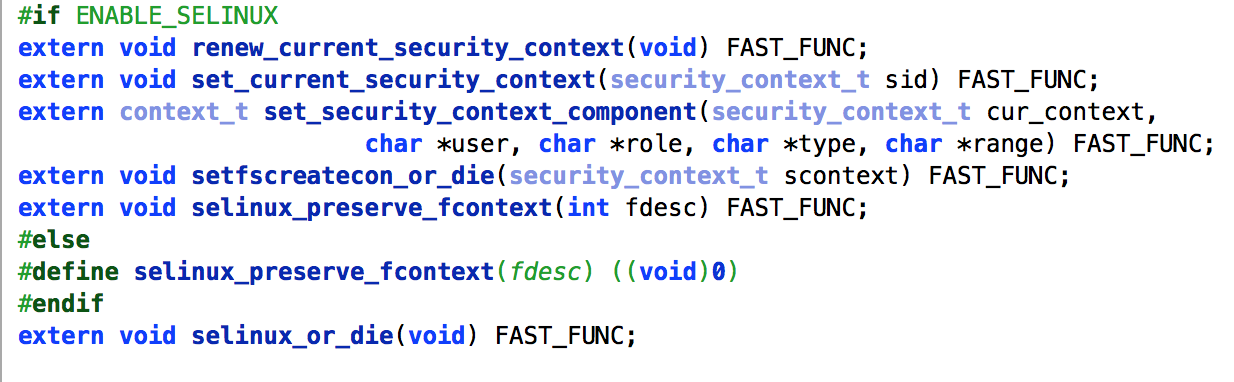 #if ENABLE_SELINUX
extern void renew_current_security_context(void) FAST_FUNC;
extern void set_current_security_context(security_context_t sid) FAST_FUNC;
extern context_t set_security_context_component(security_context_t cur_context,
char *user, char *role, char *type, char *range) FAST_FUNC;
extern void setfscreatecon_or_die(security_context_t scontext) FAST_FUNC;
extern void selinux_preserve_fcontext(int fdesc) FAST_FUNC;
#else
#define selinux_preserve_fcontext(fdesc) ((void)0)
#endif
extern void selinux_or_die(void) FAST_FUNC;